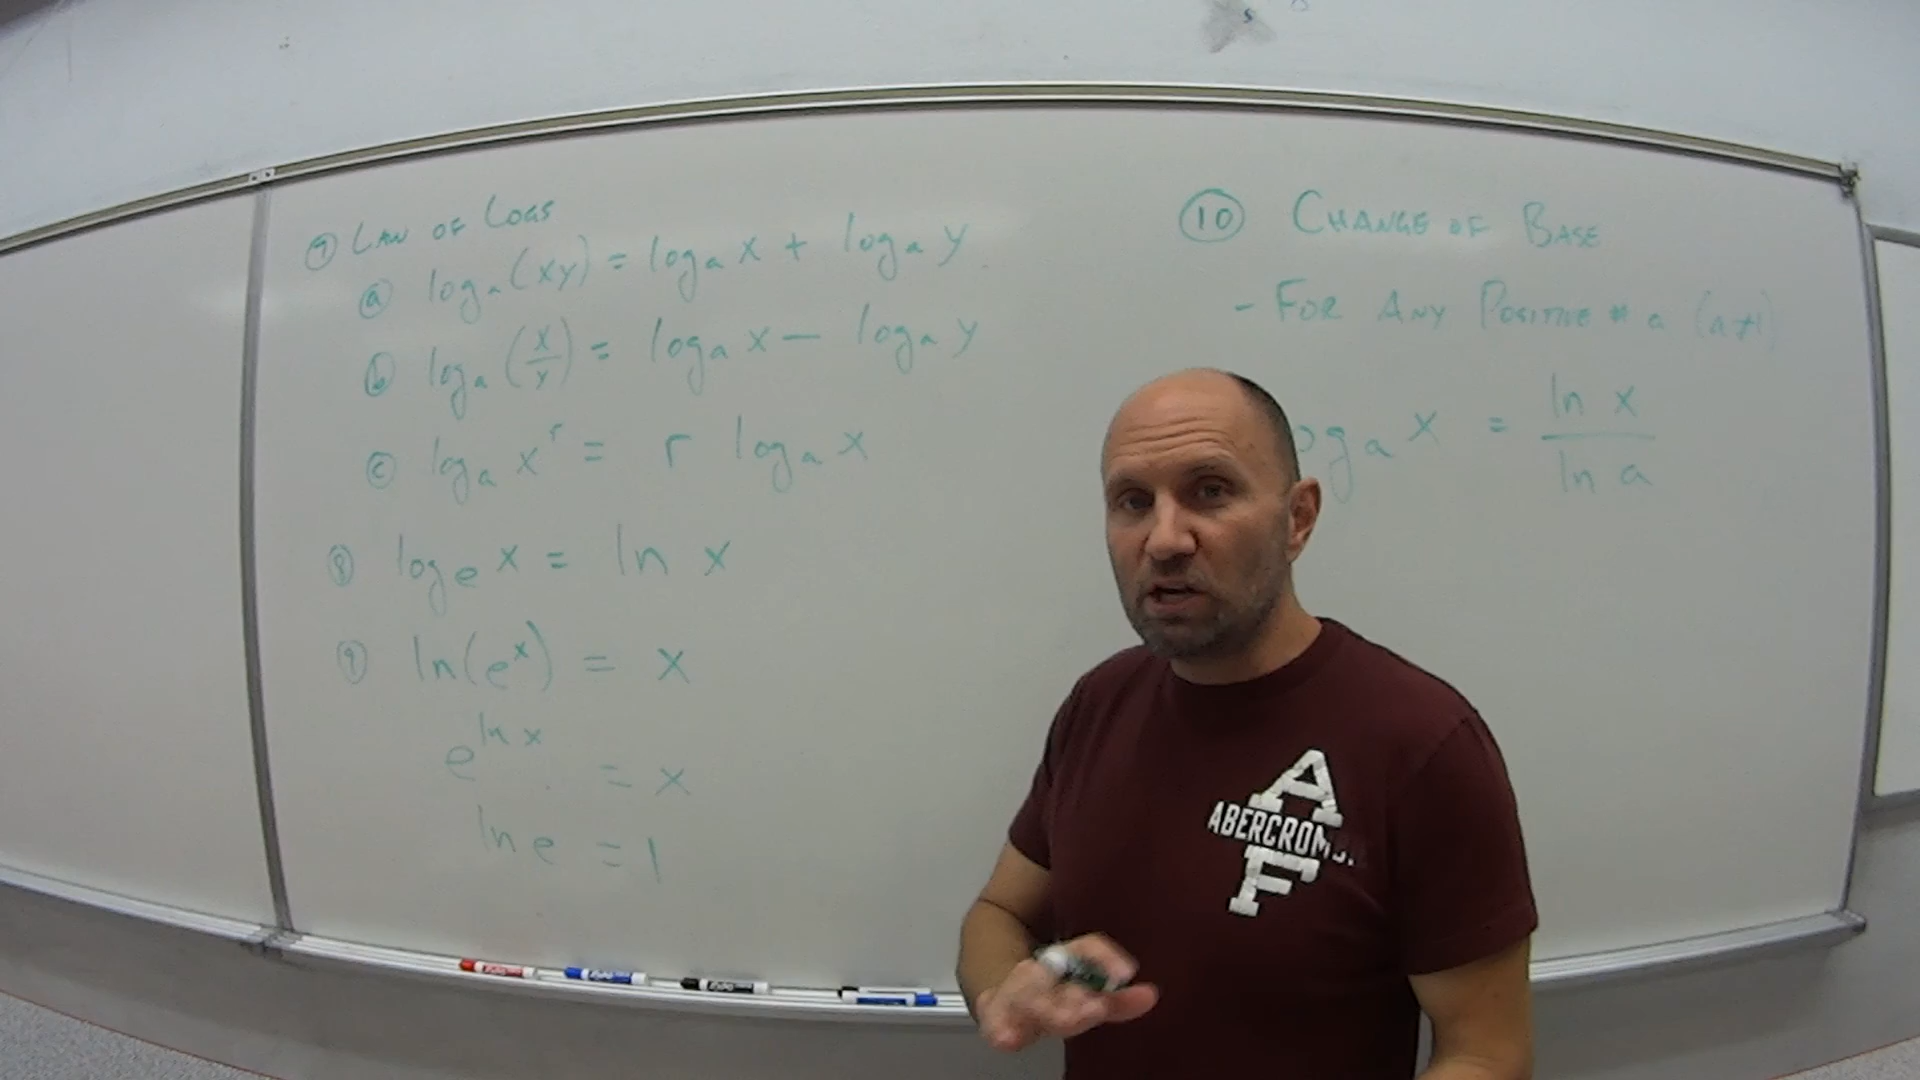 ⑦ LAW OF LOGS
ⓐ logₐ(xy) = logₐ x + logₐ y
ⓑ logₐ(x/y) = logₐ x − logₐ y
ⓒ logₐ xʳ = r logₐ x
⑧ logₑ x = ln x
⑨ ln(eˣ) = x
e^(ln x) = x
ln e = 1
⑩ CHANGE OF BASE
- FOR ANY POSITIVE # a (a≠1)
ogₐ x = ln x / ln a
A
ABERCROM
F